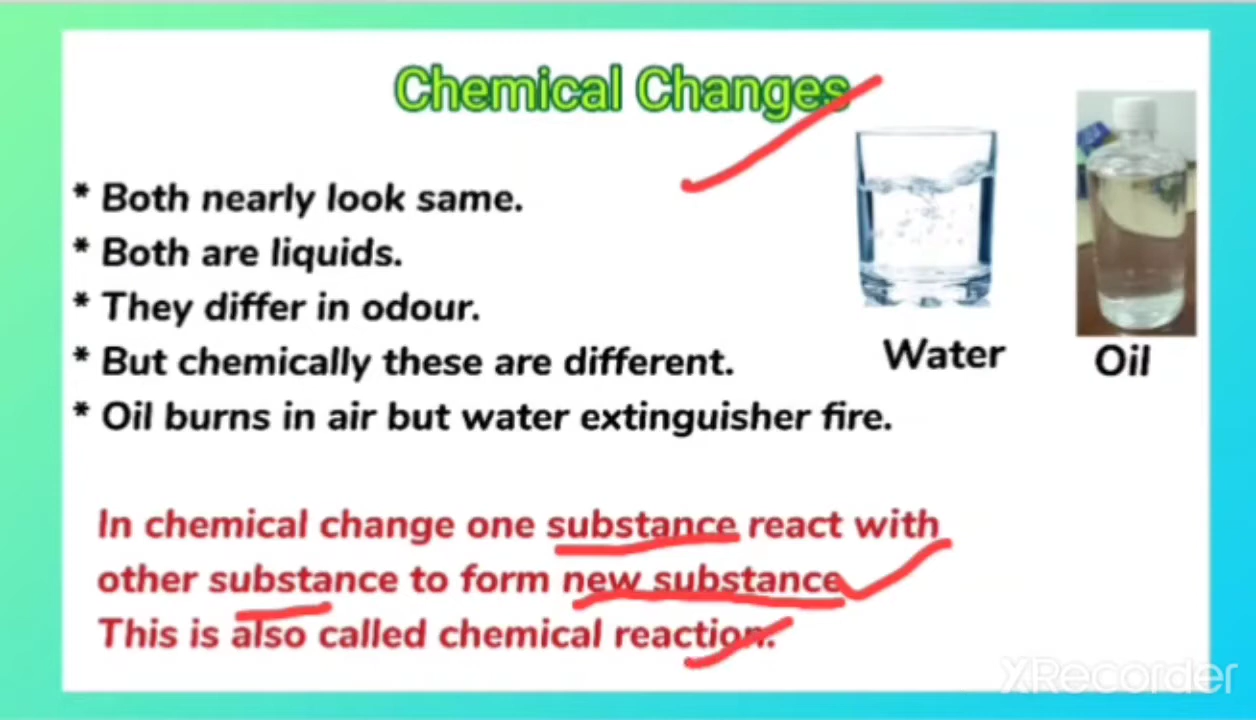 Chemical Changes
* Both nearly look same.
* Both are liquids.
* They differ in odour.
* But chemically these are different.
* Oil burns in air but water extinguisher fire.
Water
Oil
In chemical change one substance react with
other substance to form new substance
This is also called chemical reaction.
XRecorder